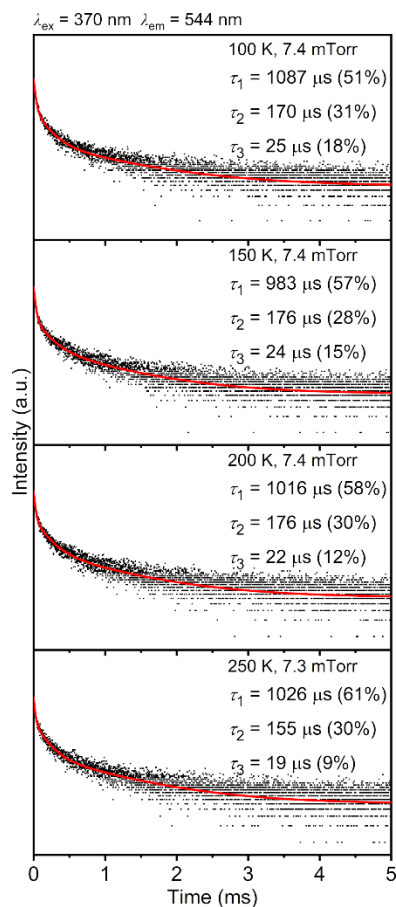 λex = 370 nm λem = 544 nm
100 K, 7.4 mTorr
τ1 = 1087 μs (51%)
τ2 = 170 μs (31%)
τ3 = 25 μs (18%)
150 K, 7.4 mTorr
τ1 = 983 μs (57%)
τ2 = 176 μs (28%)
τ3 = 24 μs (15%)
Intensity (a.u.)
200 K, 7.4 mTorr
τ1 = 1016 μs (58%)
τ2 = 176 μs (30%)
τ3 = 22 μs (12%)
250 K, 7.3 mTorr
τ1 = 1026 μs (61%)
τ2 = 155 μs (30%)
τ3 = 19 μs (9%)
0 1 2 3 4 5
Time (ms)